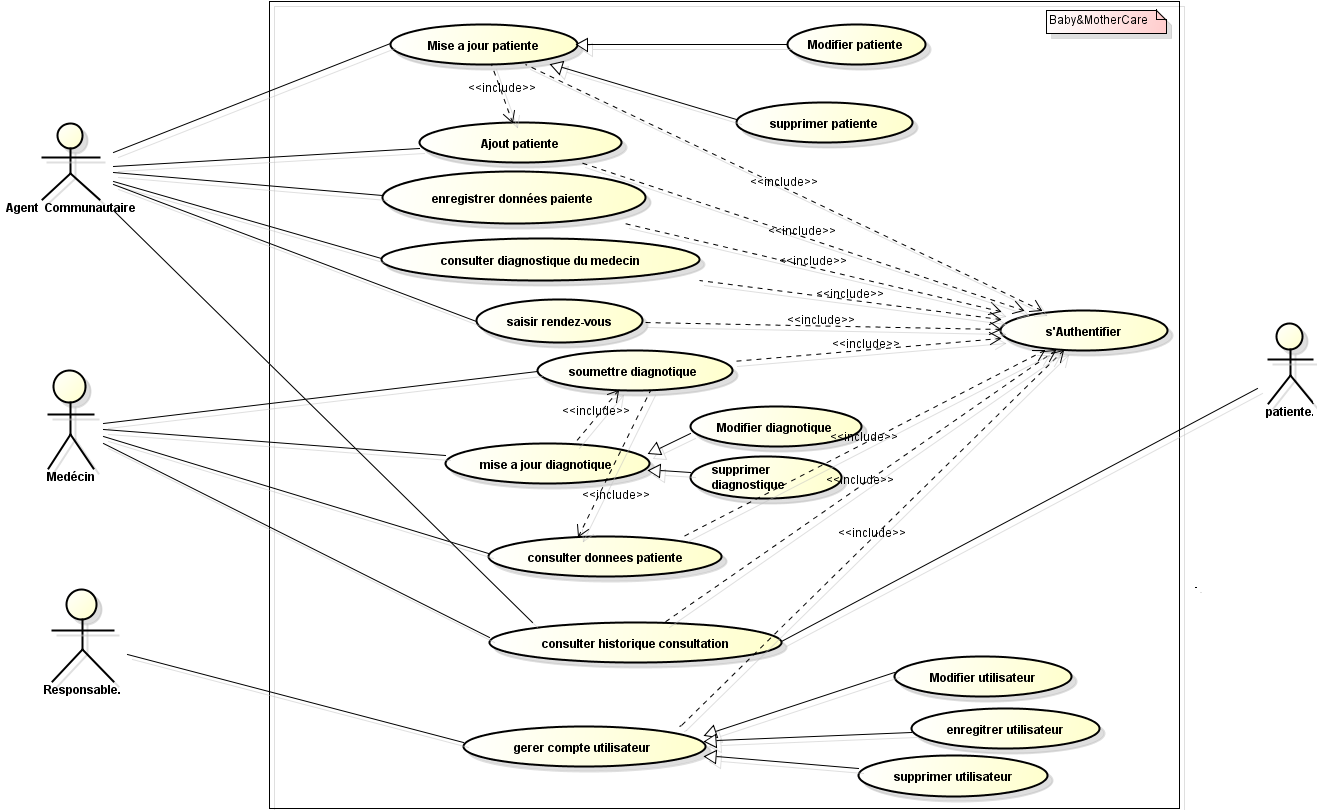 Baby&MotherCare
Mise a jour patiente
Modifier patiente
<<include>>
supprimer patiente
Ajout patiente
<<include>>
enregistrer données paiente
<<include>>
Agent Communautaire
consulter diagnostique du medecin
<<include>>
<<include>>
saisir rendez-vous
<<include>>
s'Authentifier
<<include>>
soumettre diagnotique
<<include>>
patiente.
Modifier diagnotique
<<include>>
mise a jour diagnotique
supprimer
diagnostique
Medécin
<<include>>
<<include>>
<<include>>
consulter donnees patiente
consulter historique consultation
Responsable.
Modifier utilisateur
enregitrer utilisateur
gerer compte utilisateur
supprimer utilisateur